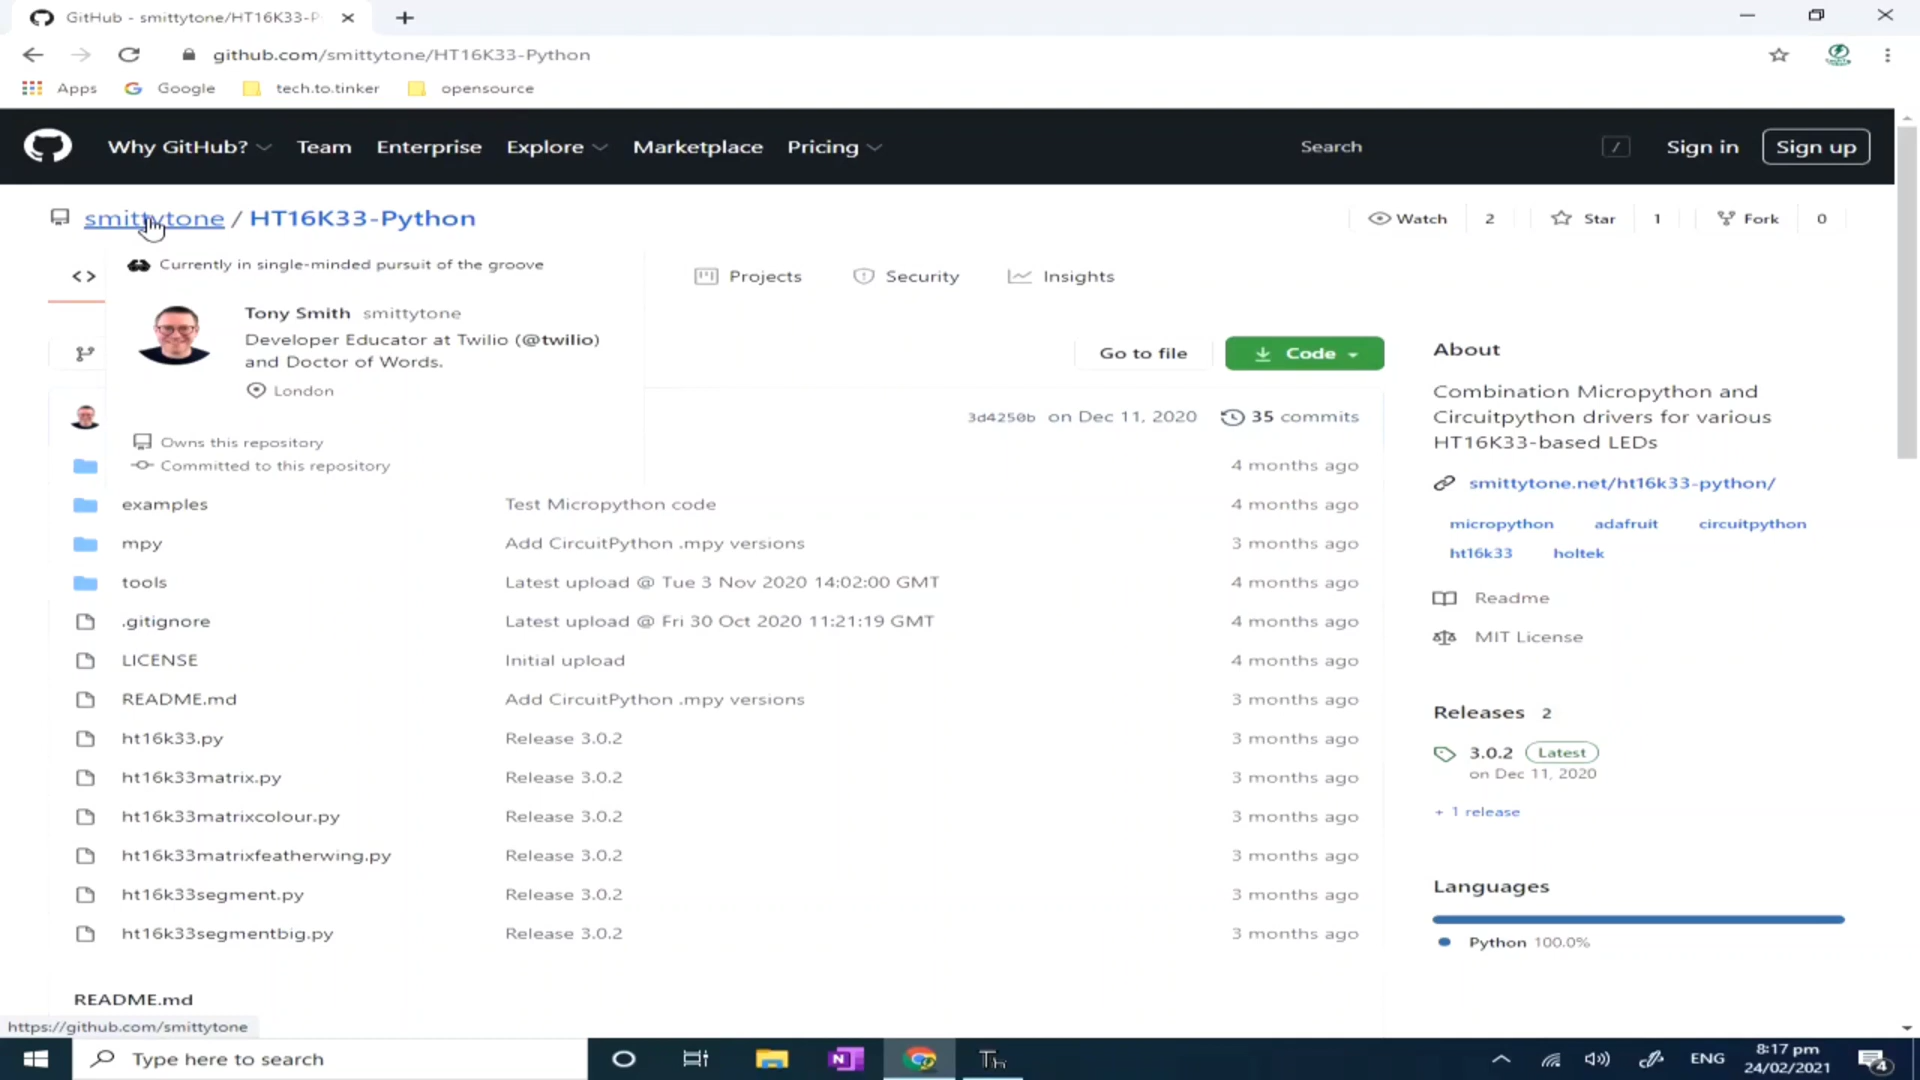 GitHub - smittytone/HT16K33-P
github.com/smittytone/HT16K33-Python
Apps Google tech.to.tinker opensource
Why GitHub? Team Enterprise Explore Marketplace Pricing Search / Sign in Sign up
smittytone / HT16K33-Python Watch 2 Star 1 Fork 0
Currently in single-minded pursuit of the groove
<> Projects Security Insights
Tony Smith smittytone
Developer Educator at Twilio (@twilio)
and Doctor of Words.
London
Go to file Code
3d4250b on Dec 11, 2020 35 commits
Owns this repository
Committed to this repository 4 months ago
examples Test Micropython code 4 months ago
mpy Add CircuitPython .mpy versions 3 months ago
tools Latest upload @ Tue 3 Nov 2020 14:02:00 GMT 4 months ago
.gitignore Latest upload @ Fri 30 Oct 2020 11:21:19 GMT 4 months ago
LICENSE Initial upload 4 months ago
README.md Add CircuitPython .mpy versions 3 months ago
ht16k33.py Release 3.0.2 3 months ago
ht16k33matrix.py Release 3.0.2 3 months ago
ht16k33matrixcolour.py Release 3.0.2 3 months ago
ht16k33matrixfeatherwing.py Release 3.0.2 3 months ago
ht16k33segment.py Release 3.0.2 3 months ago
ht16k33segmentbig.py Release 3.0.2 3 months ago
README.md
About
Combination Micropython and
Circuitpython drivers for various
HT16K33-based LEDs
smittytone.net/ht16k33-python/
micropython adafruit circuitpython
ht16k33 holtek
Readme
MIT License
Releases 2
3.0.2 Latest
on Dec 11, 2020
+ 1 release
Languages
Python 100.0%
https://github.com/smittytone
Type here to search
ENG
8:17 pm
24/02/2021
4